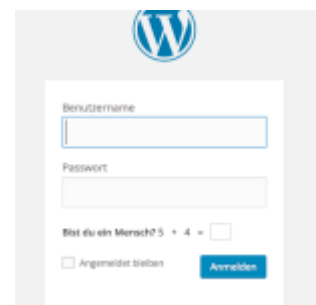 Benutzername
Passwort
Bist du ein Mensch? 5 + 4 =
Angemeldet bleiben
Anmelden